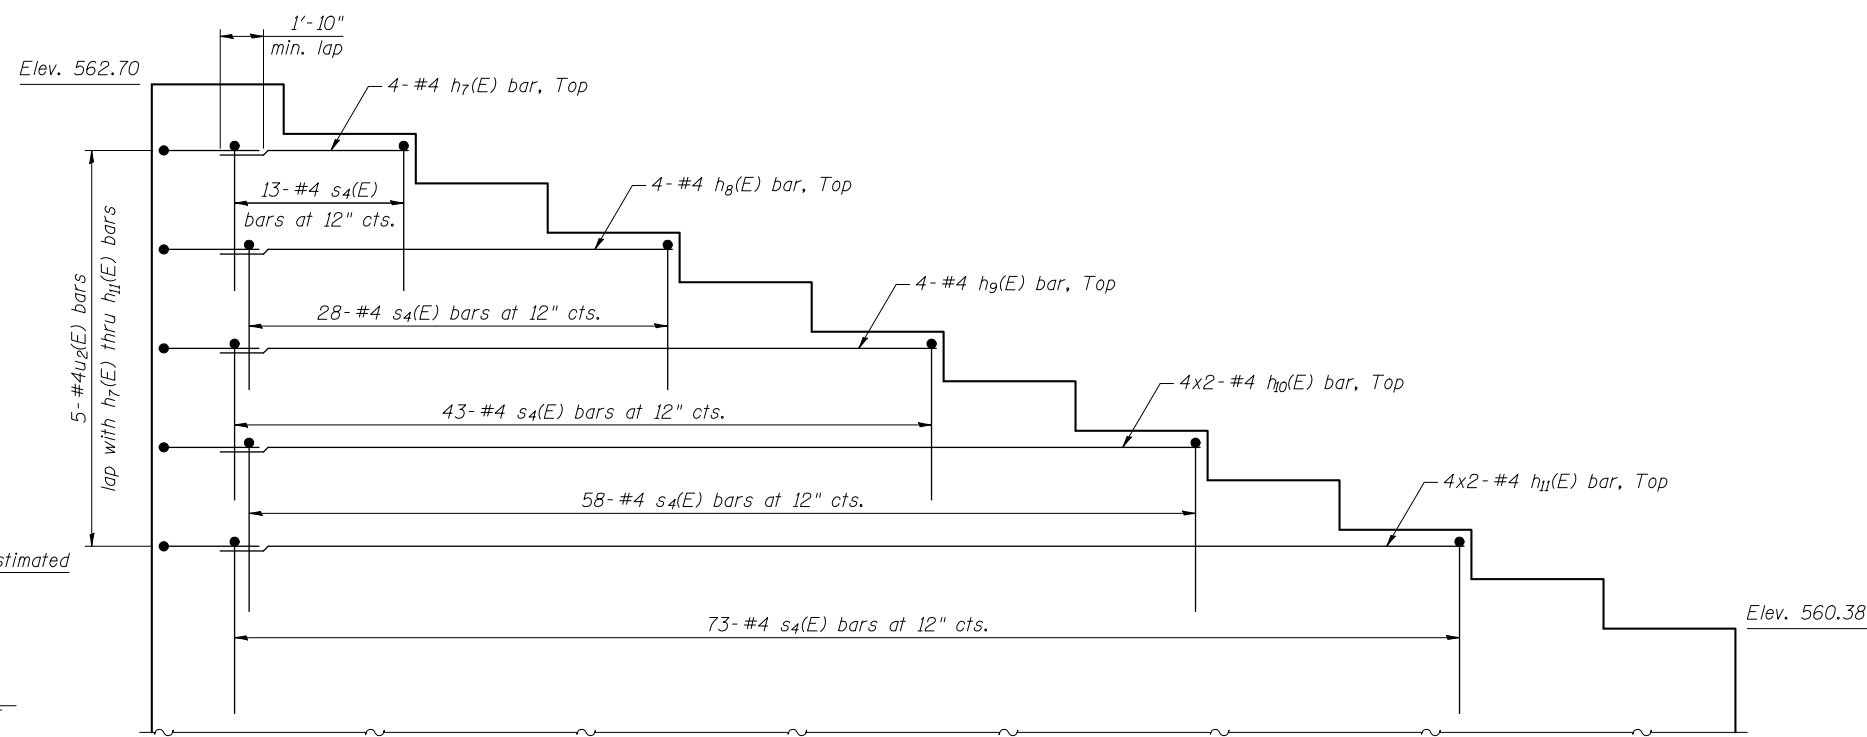 1'-10"
min. lap
Elev. 562.70
4-#4 h7(E) bar, Top
13-#4 s4(E)
bars at 12" cts.
4-#4 h8(E) bar, Top
28-#4 s4(E) bars at 12" cts.
4-#4 h9(E) bar, Top
5-#4u2(E) bars
lap with h7(E) thru h11(E) bars
43-#4 s4(E) bars at 12" cts.
4x2-#4 h10(E) bar, Top
58-#4 s4(E) bars at 12" cts.
4x2-#4 h11(E) bar, Top
stimated
73-#4 s4(E) bars at 12" cts.
Elev. 560.38